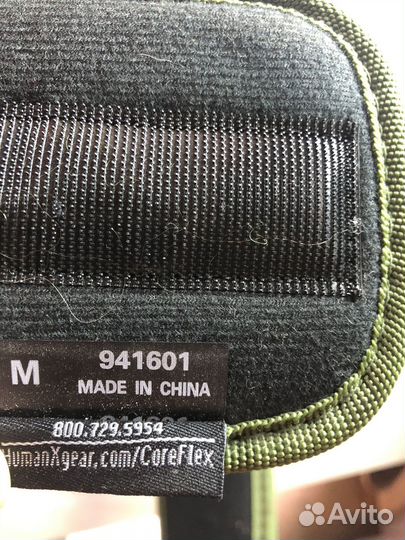 M
941601
MADE IN CHINA
800.729.5954
HumanXgear.com/CoreFlex
Avito